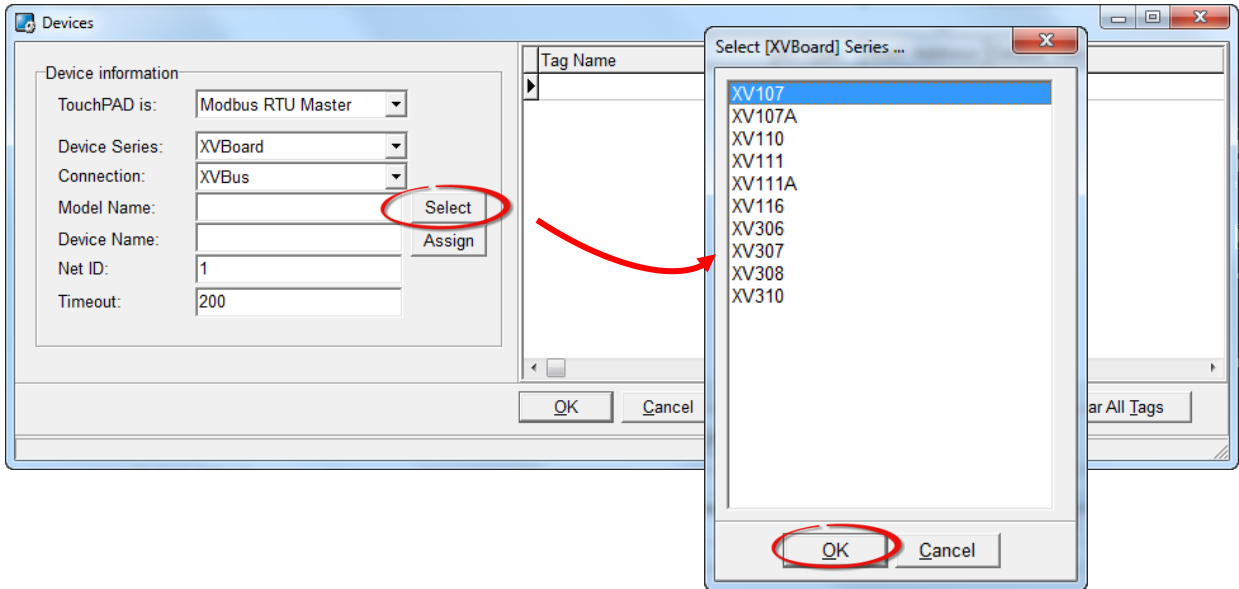 Devices
Device information
TouchPAD is: Modbus RTU Master
Device Series: XVBoard
Connection: XVBus
Model Name: Select
Device Name: Assign
Net ID: 1
Timeout: 200
Tag Name
OK Cancel
ar All Tags
Select [XVBoard] Series ...
XV107
XV107A
XV110
XV111
XV111A
XV116
XV306
XV307
XV308
XV310
OK Cancel